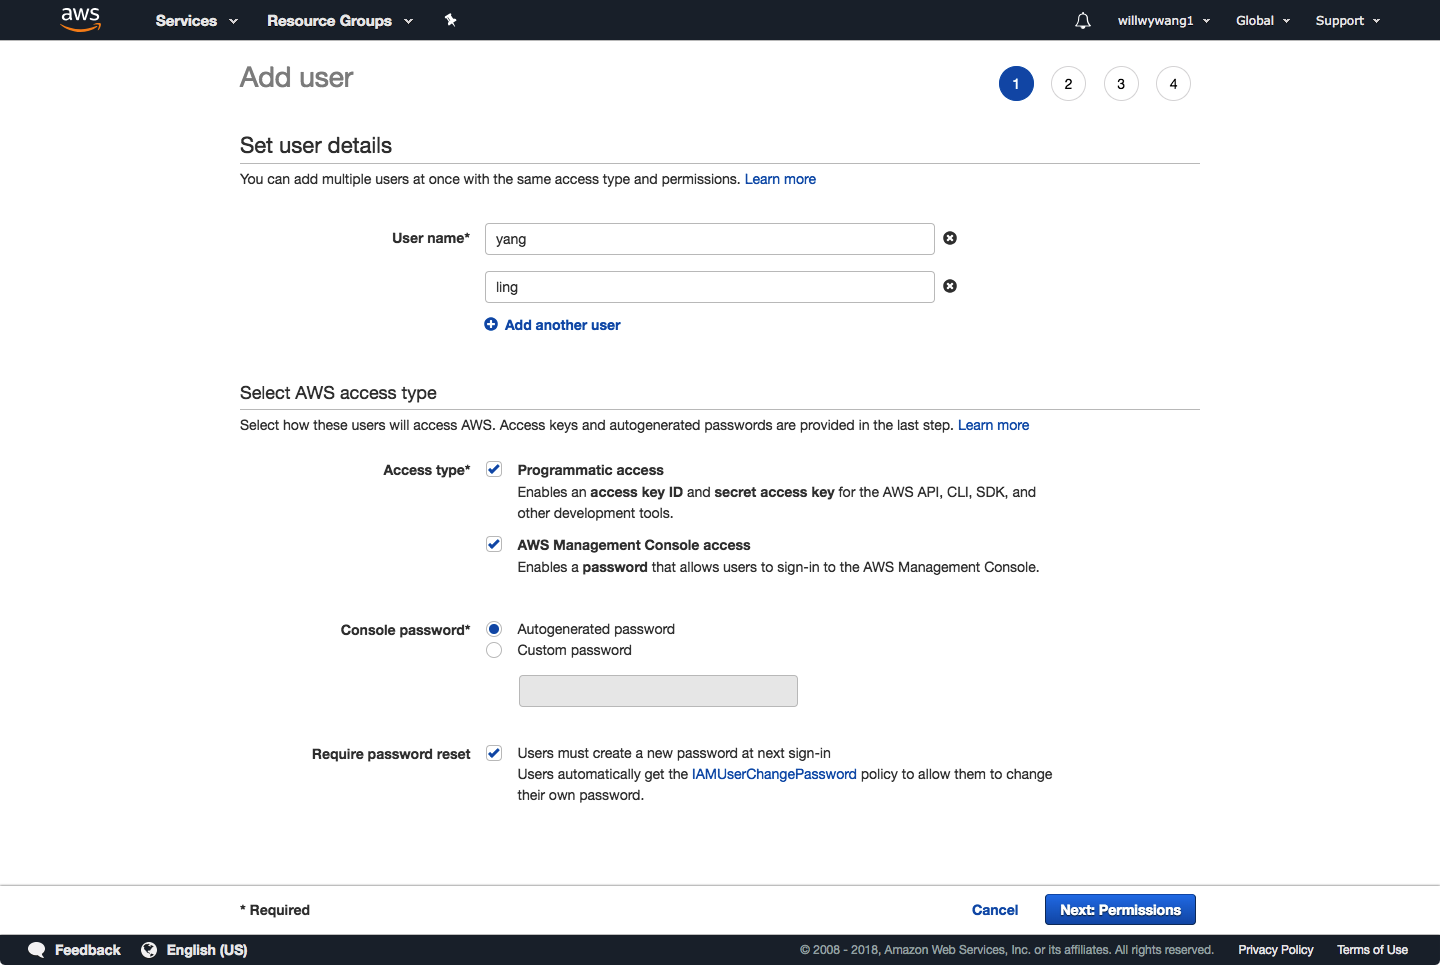 aws Services Resource Groups willwywang1 Global Support
Add user 1 2 3 4
Set user details
You can add multiple users at once with the same access type and permissions. Learn more
User name* yang
ling
Add another user
Select AWS access type
Select how these users will access AWS. Access keys and autogenerated passwords are provided in the last step. Learn more
Access type* Programmatic access
Enables an access key ID and secret access key for the AWS API, CLI, SDK, and
other development tools.
AWS Management Console access
Enables a password that allows users to sign-in to the AWS Management Console.
Console password* Autogenerated password
Custom password
Require password reset Users must create a new password at next sign-in
Users automatically get the IAMUserChangePassword policy to allow them to change
their own password.
* Required Cancel Next: Permissions
Feedback English (US) © 2008 - 2018, Amazon Web Services, Inc. or its affiliates. All rights reserved. Privacy Policy Terms of Use